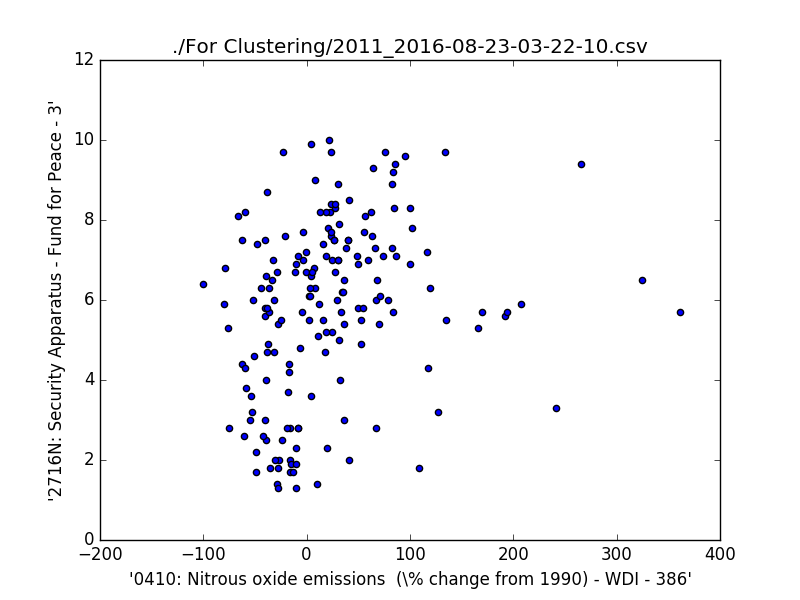 ./For Clustering/2011_2016-08-23-03-22-10.csv
12
10
8
6
4
2
0
'2716N: Security Apparatus - Fund for Peace - 3'
−200 −100 0 100 200 300 400
'0410: Nitrous oxide emissions  (\% change from 1990) - WDI - 386'